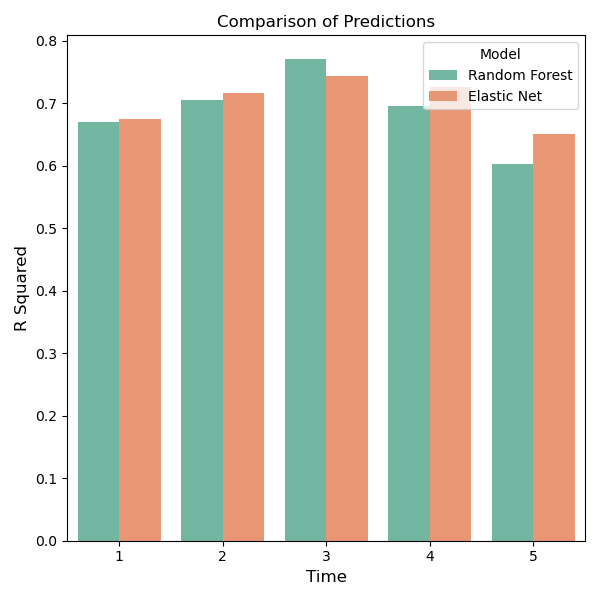 Comparison of Predictions
Model
Random Forest
Elastic Net
R Squared
0.8
0.7
0.6
0.5
0.4
0.3
0.2
0.1
0.0
1 2 3 4 5
Time